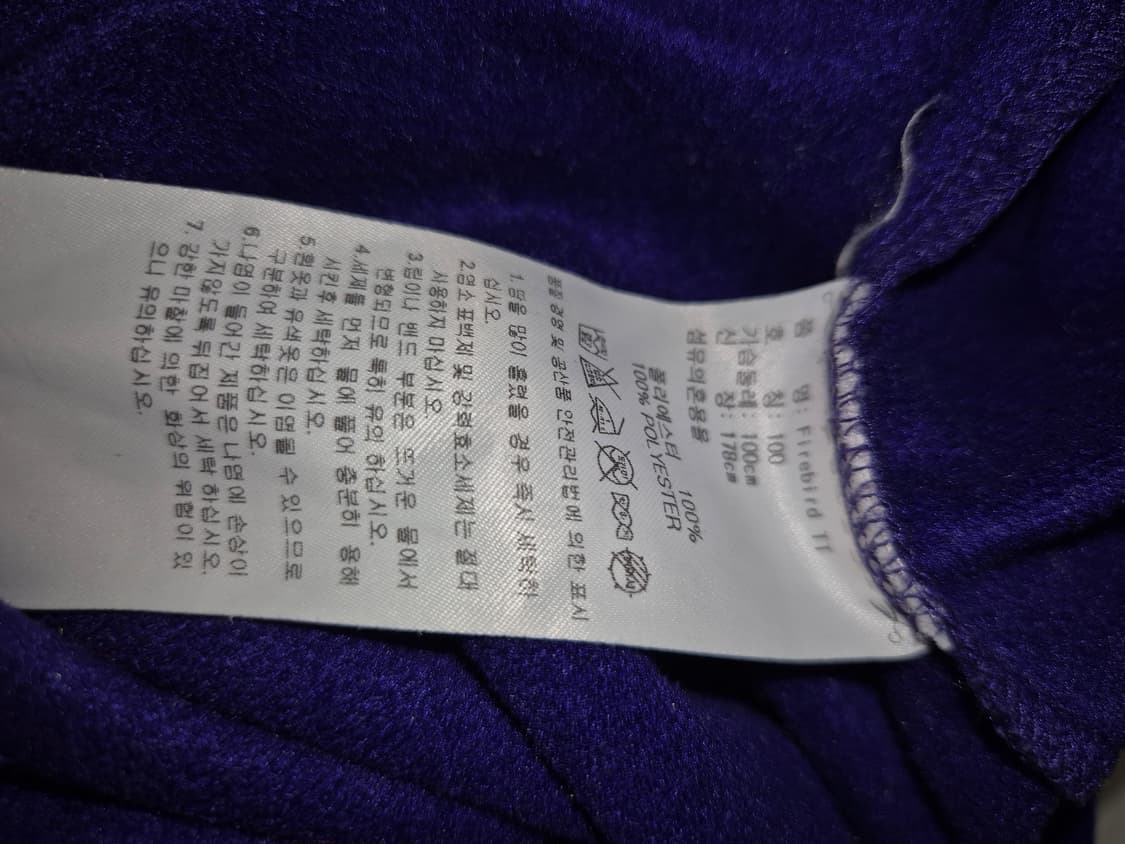 품 명: Firebird TT
호 칭: 100
가슴둘레: 100cm
신 장: 178cm
섬유의혼용율
폴리에스터 100%
100% POLYESTER
품질경영 및 공산품 안전관리법에 의한 표시
1.땀을 많이 흘렸을 경우 즉시 세탁하
십시오.
2.염소 표백제 및 강력효소세제는 절대
사용하지 마십시오
3.림이나 밴드 부분은 뜨거운 물에서
변형되므로 특히 유의 하십시오.
4.세제를 먼저 물에 풀어 충분히 용해
시킨후 세탁하십시오.
5.흰옷과 유색옷은 이염될 수 있으므로
구분하여 세탁하십시오.
6.나염이 들어간 제품은 나염에 손상이
가지않도록 뒤집어서 세탁 하십시오.
7.강한 마찰에 의한 회상의 위험이 있
으니 유의하십시오.